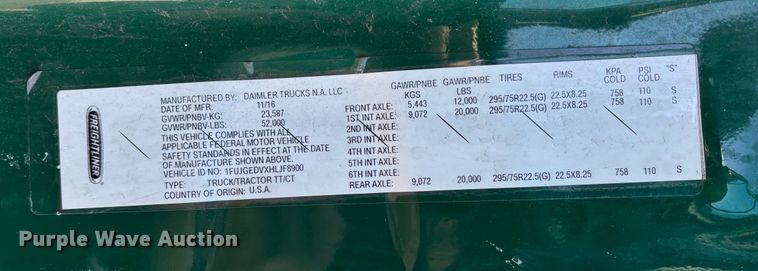 FREIGHTLINER
MANUFACTURED BY: DAIMLER TRUCKS N.A. LLC
DATE OF MFR: 11/16
GVWR/PNBV-KG: 23,587
GVWR/PNBV-LBS: 52,000
THIS VEHICLE COMPLIES WITH ALL
APPLICABLE FEDERAL MOTOR VEHICLE
SAFETY STANDARDS IN EFFECT AT THE DATE
OF MANUFACTURE SHOWN ABOVE.
VEHICLE ID NO: 1FUJGEDVXHLJF8900
TYPE: TRUCK/TRACTOR TT/CT
COUNTRY OF ORIGIN: U.S.A.
GAWR/PNBE GAWR/PNBE TIRES RIMS KPA PSI "S"
KGS LBS COLD COLD
FRONT AXLE: 5,443 12,000 295/75R22.5(G) 22.5X8.25 758 110 S
1ST INT AXLE: 9,072 20,000 295/75R22.5(G) 22.5X8.25 758 110 S
2ND INT AXLE:
3RD INT AXLE:
4TH INT AXLE:
5TH INT AXLE:
6TH INT AXLE:
REAR AXLE: 9,072 20,000 295/75R22.5(G) 22.5X8.25 758 110 S
Purple Wave Auction